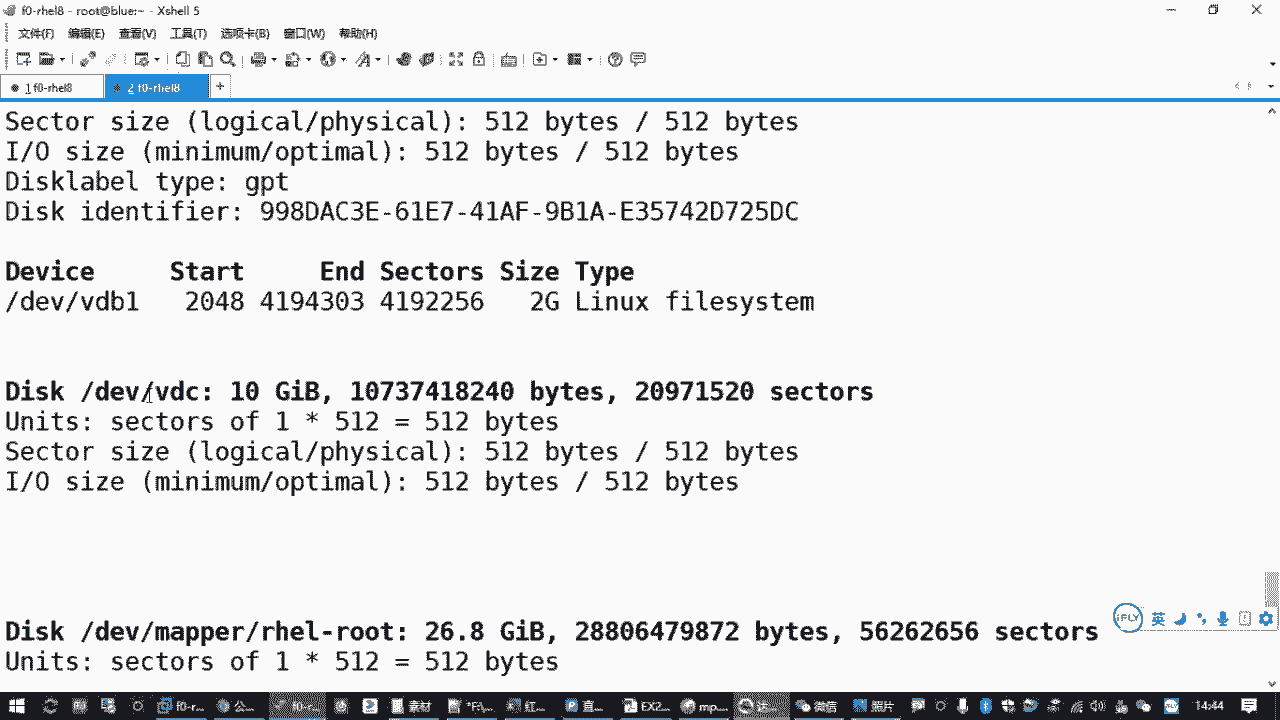 f0-rhel8 - root@blue:~ - Xshell 5
文件(F) 编辑(E) 查看(V) 工具(T) 选项卡(B) 窗口(W) 帮助(H)
1 f0-rhel8 2 f0-rhel8 +
Sector size (logical/physical): 512 bytes / 512 bytes
I/O size (minimum/optimal): 512 bytes / 512 bytes
Disklabel type: gpt
Disk identifier: 998DAC3E-61E7-41AF-9B1A-E35742D725DC
Device Start End Sectors Size Type
/dev/vdb1 2048 4194303 4192256 2G Linux filesystem
Disk /dev/vdc: 10 GiB, 10737418240 bytes, 20971520 sectors
Units: sectors of 1 * 512 = 512 bytes
Sector size (logical/physical): 512 bytes / 512 bytes
I/O size (minimum/optimal): 512 bytes / 512 bytes
iFLY 英
Disk /dev/mapper/rhel-root: 26.8 GiB, 28806479872 bytes, 56262656 sectors
Units: sectors of 1 * 512 = 512 bytes
f0-r... 公... f0-... 素材 红... 直... EX2... mp... 微信 照片 14:44